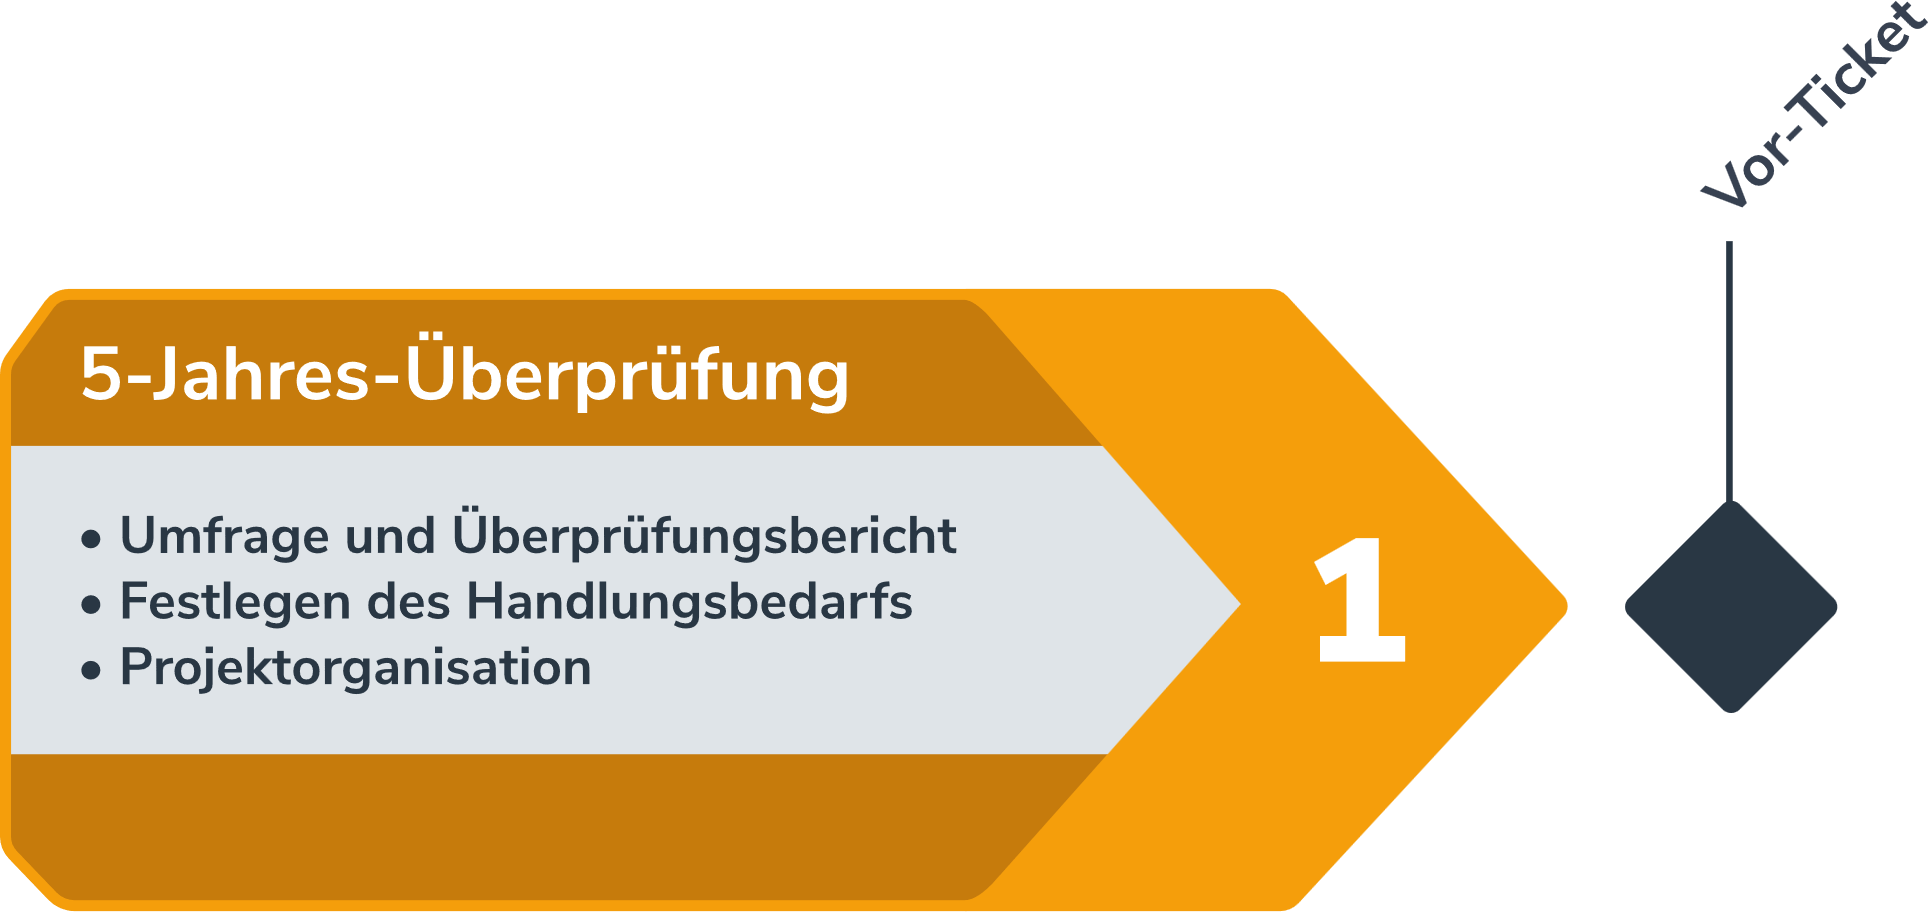 Vor-Ticket
5-Jahres-Überprüfung
• Umfrage und Überprüfungsbericht
• Festlegen des Handlungsbedarfs
• Projektorganisation
1